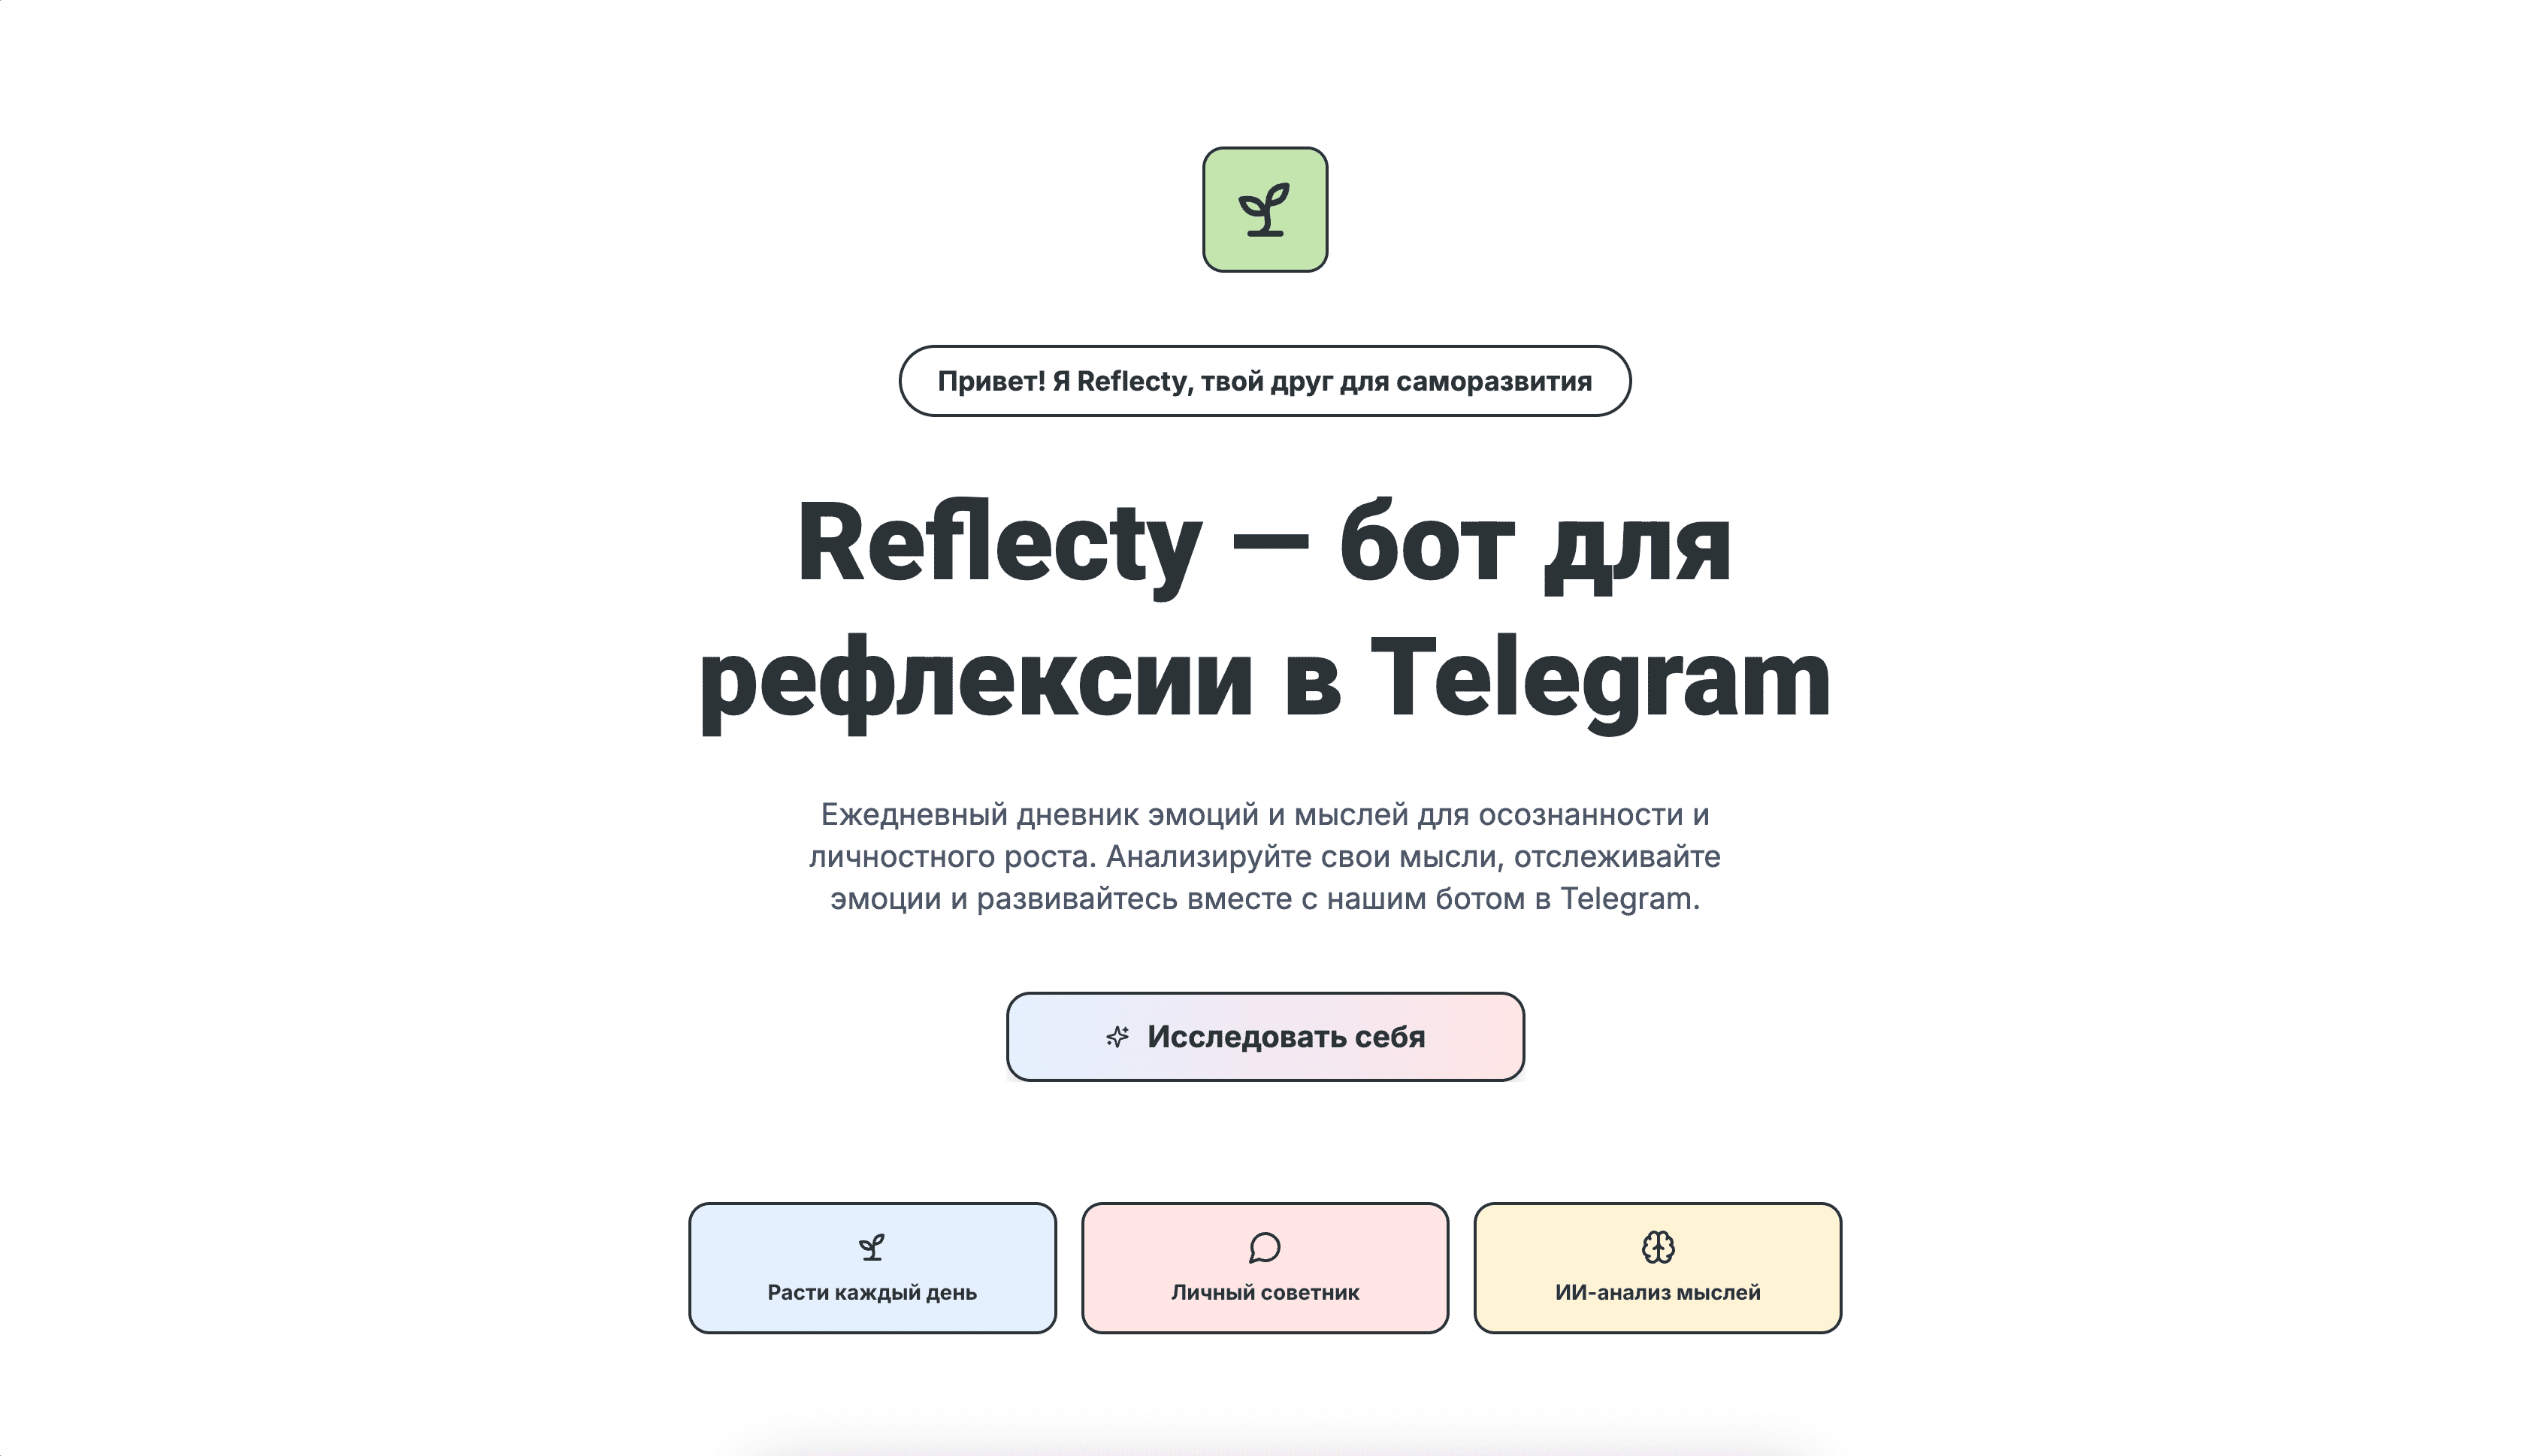 Привет! Я Reflecty, твой друг для саморазвития
Reflecty — бот для
рефлексии в Telegram
Ежедневный дневник эмоций и мыслей для осознанности и
личностного роста. Анализируйте свои мысли, отслеживайте
эмоции и развивайтесь вместе с нашим ботом в Telegram.
Исследовать себя
Расти каждый день
Личный советник
ИИ-анализ мыслей